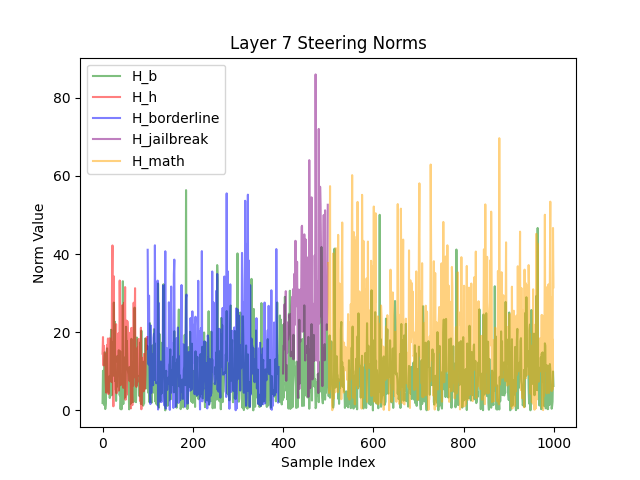 Layer 7 Steering Norms
H_b
H_h
H_borderline
H_jailbreak
H_math
Norm Value
80
60
40
20
0
0
200
400
600
800
1000
Sample Index